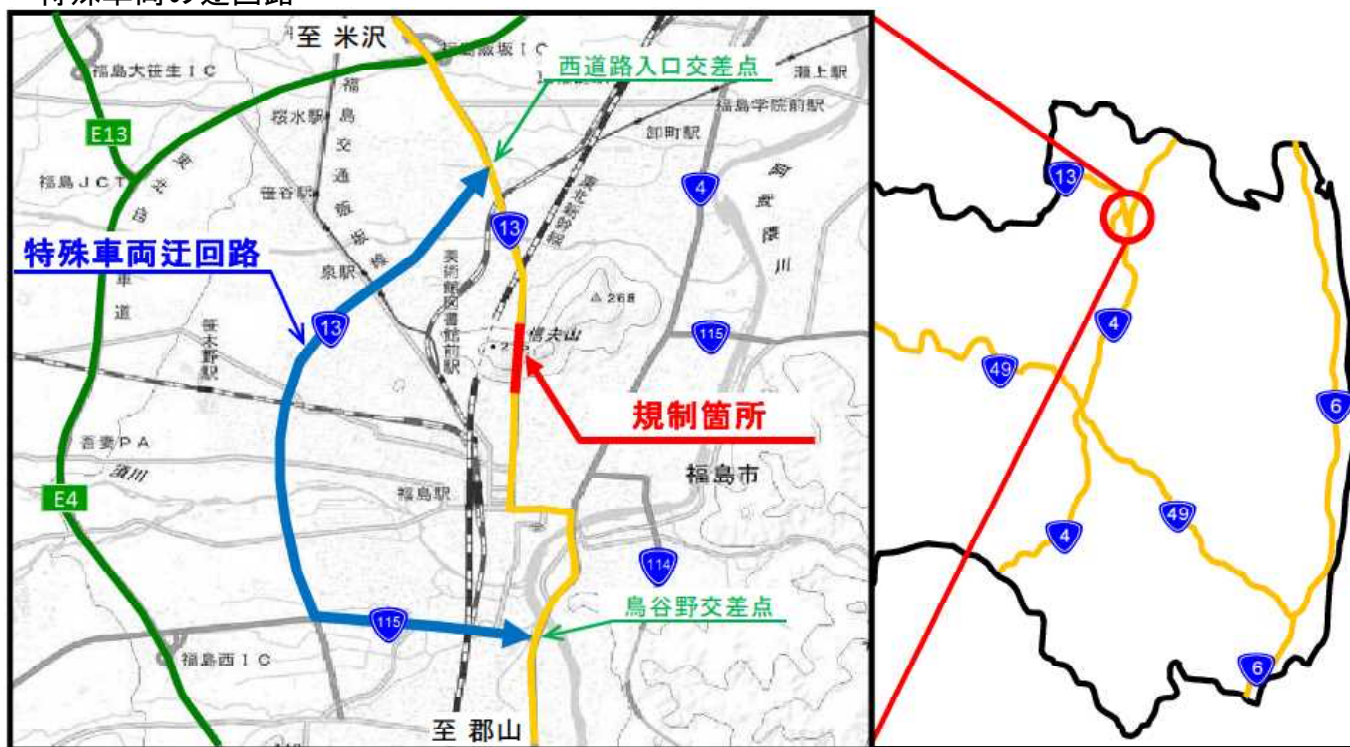 特殊車両の迂回路
至 米沢
福島大笹生IC
福島飯坂IC
西道路入口交差点
瀬上駅
福島学院前駅
卸町駅
桜水駅
福島交通飯坂線
E13
福島JCT
笹谷駅
4
阿武隈川
13
特殊車両迂回路
泉駅
美術館図書館前駅
268
信夫山
13
115
笹木野駅
規制箇所
吾妻PA
須川
福島市
福島駅
E4
114
鳥谷野交差点
115
福島西IC
至 郡山
13
4
49
6
49
4
6